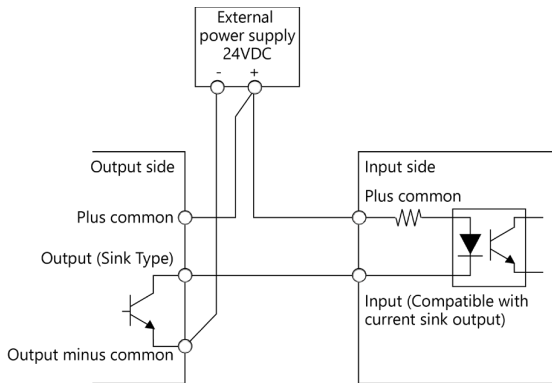 External
power supply
24VDC
- +
Output side
Input side
Plus common
Plus common
Output (Sink Type)
Input (Compatible with
current sink output)
Output minus common